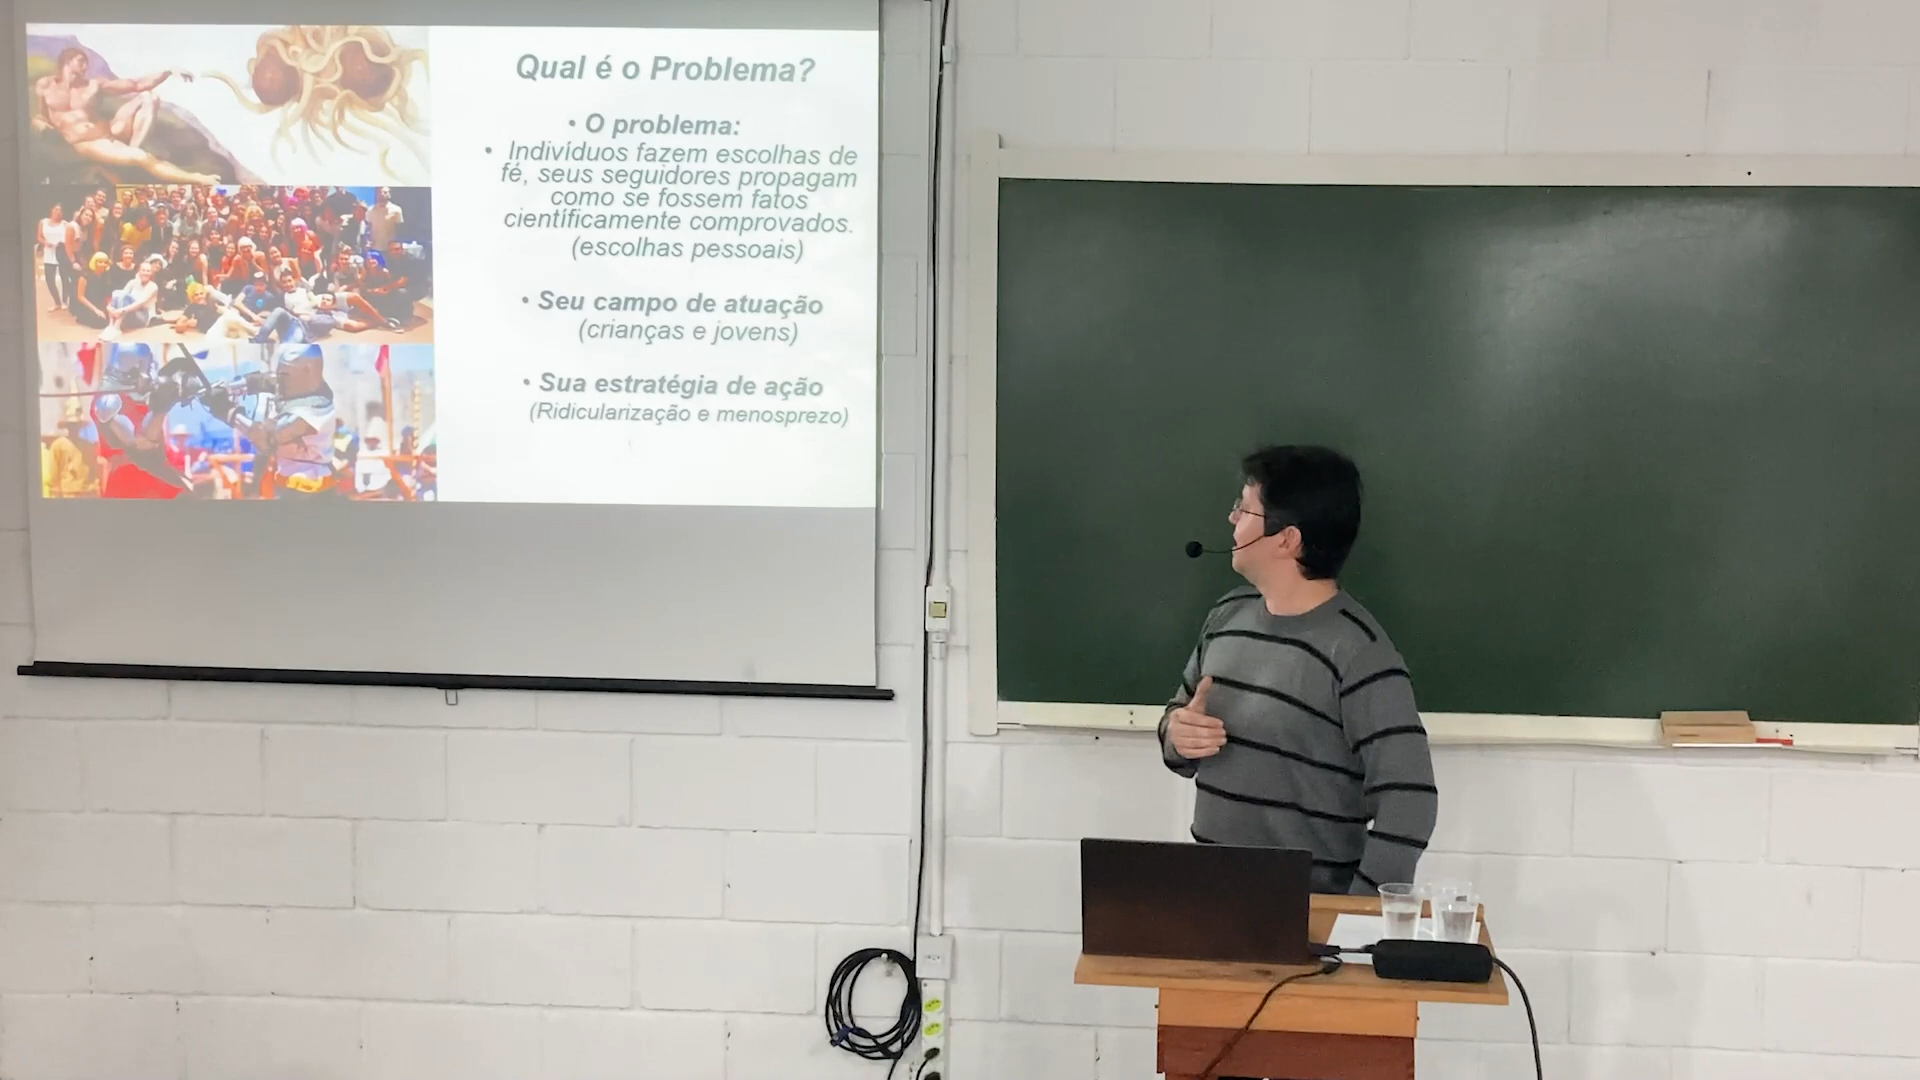 Qual é o Problema?
• O problema:
• Indivíduos fazem escolhas de
fé, seus seguidores propagam
como se fossem fatos
científicamente comprovados.
(escolhas pessoais)
• Seu campo de atuação
(crianças e jovens)
• Sua estratégia de ação
(Ridicularização e menosprezo)